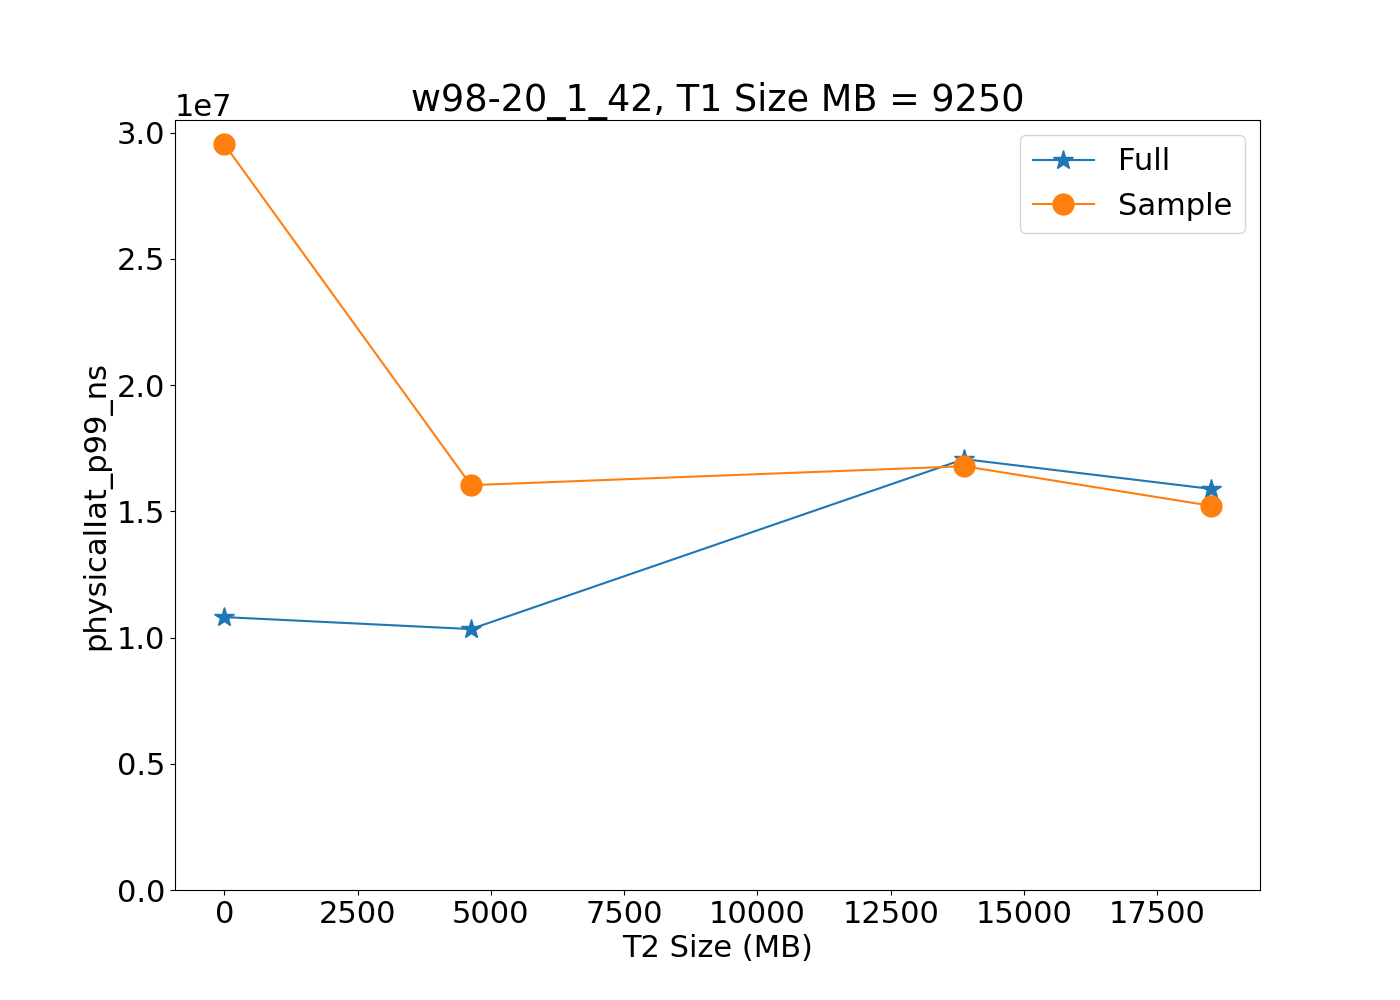 w98-20_1_42, T1 Size MB = 9250
1e7
3.0
2.5
2.0
1.5
1.0
0.5
0.0
physicallat_p99_ns
Full
Sample
0 2500 5000 7500 10000 12500 15000 17500
T2 Size (MB)